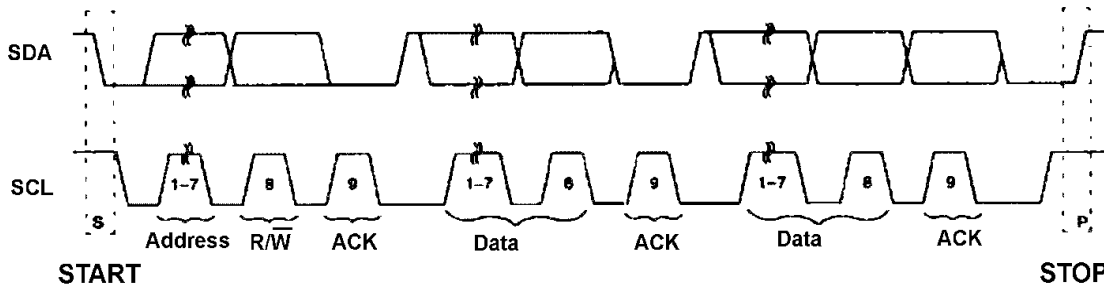 SDA
SCL
1-7 8 9 1-7 8 9 1-7 8 9
S P
Address R/W̅ ACK Data ACK Data ACK
START STOP